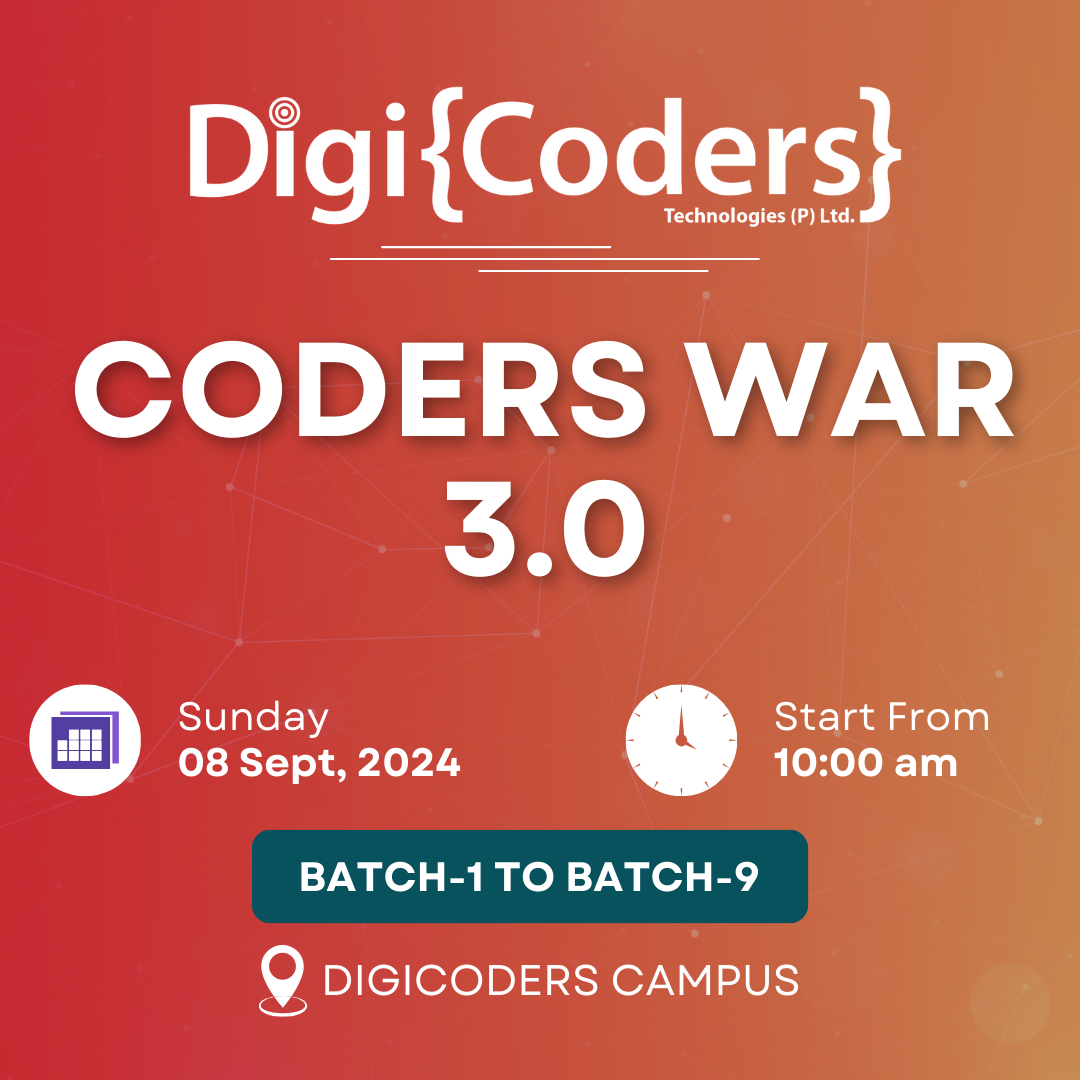 Digi{Coders}
Technologies (P) Ltd.
CODERS WAR
3.0
Sunday
08 Sept, 2024
Start From
10:00 am
BATCH-1 TO BATCH-9
DIGICODERS CAMPUS